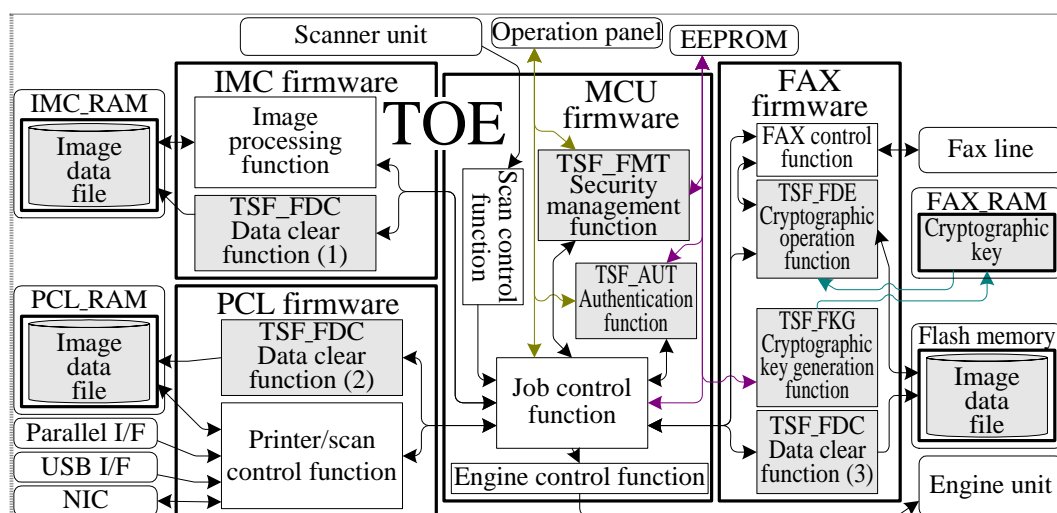 Scanner unit
Operation panel
EEPROM
IMC firmware
TOE
MCU
firmware
FAX
firmware
IMC_RAM
Image
data
file
Image
processing
function
TSF_FDC
Data clear
function (1)
Scan control
function
TSF_FMT
Security
management
function
TSF_AUT
Authentication
function
FAX control
function
TSF_FDE
Cryptographic
operation
function
Fax line
FAX_RAM
Cryptographic
key
PCL_RAM
Image
data
file
PCL firmware
TSF_FDC
Data clear
function (2)
Printer/scan
control function
Parallel I/F
USB I/F
NIC
Job control
function
Engine control function
TSF_FKG
Cryptographic
key generation
function
TSF_FDC
Data clear
function (3)
Flash memory
Image
data
file
Engine unit